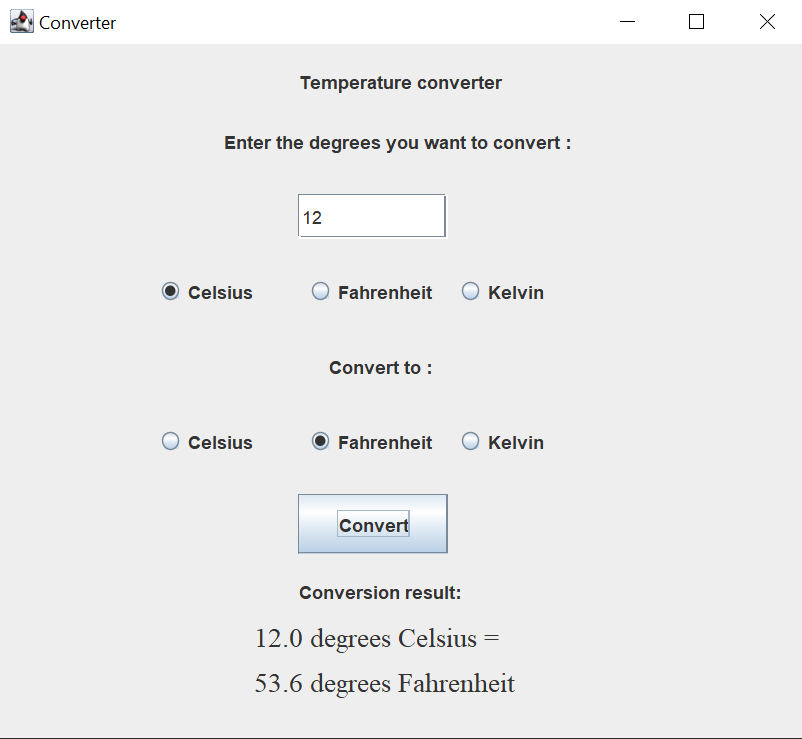 Converter
Temperature converter
Enter the degrees you want to convert :
12
Celsius Fahrenheit Kelvin
Convert to :
Celsius Fahrenheit Kelvin
Convert
Conversion result:
12.0 degrees Celsius =
53.6 degrees Fahrenheit